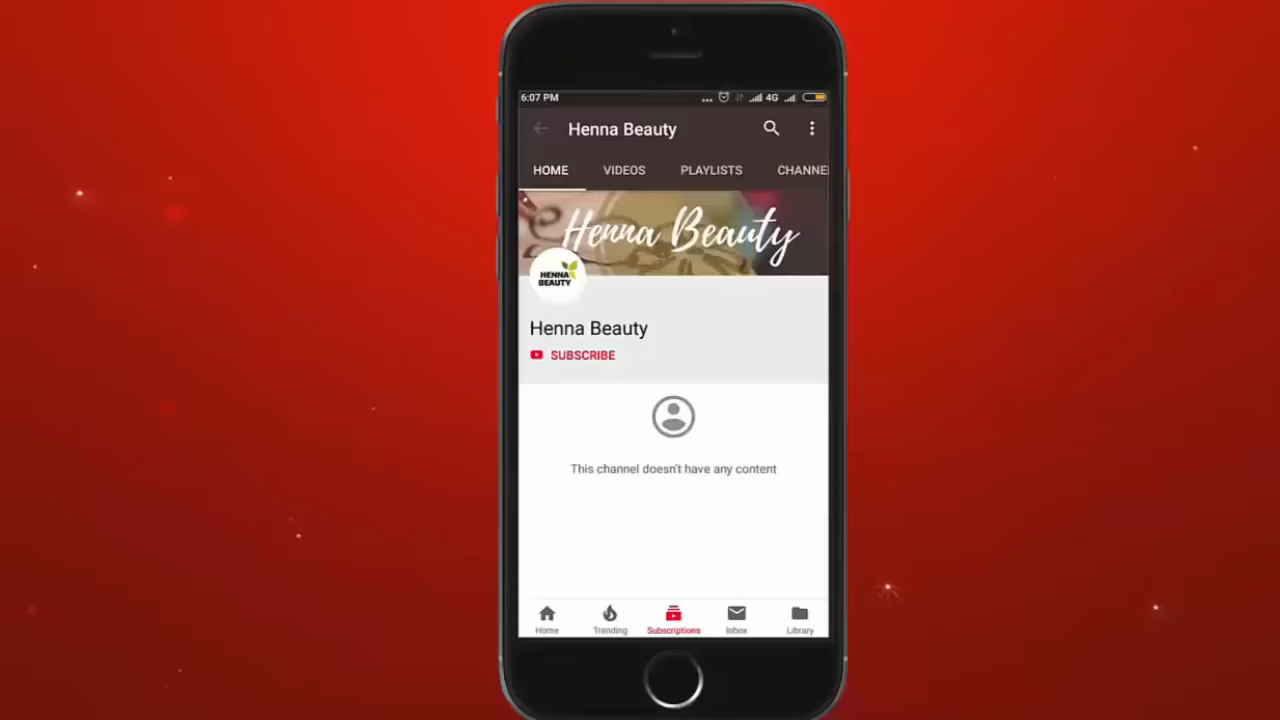 6:07 PM
4G
Henna Beauty
HOME VIDEOS PLAYLISTS CHANNE
Henna Beauty
HENNA
BEAUTY
Henna Beauty
SUBSCRIBE
This channel doesn't have any content
Home Trending Subscriptions Inbox Library